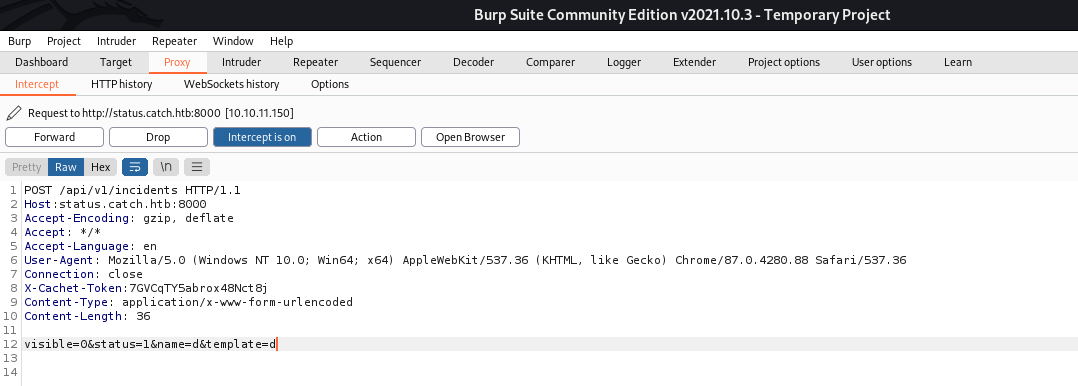 Burp Suite Community Edition v2021.10.3 - Temporary Project
Burp Project Intruder Repeater Window Help
Dashboard Target Proxy Intruder Repeater Sequencer Decoder Comparer Logger Extender Project options User options Learn
Intercept HTTP history WebSockets history Options
Request to http://status.catch.htb:8000 [10.10.11.150]
Forward Drop Intercept is on Action Open Browser
Pretty Raw Hex \n
1 POST /api/v1/incidents HTTP/1.1
2 Host:status.catch.htb:8000
3 Accept-Encoding: gzip, deflate
4 Accept: */*
5 Accept-Language: en
6 User-Agent: Mozilla/5.0 (Windows NT 10.0; Win64; x64) AppleWebKit/537.36 (KHTML, like Gecko) Chrome/87.0.4280.88 Safari/537.36
7 Connection: close
8 X-Cachet-Token:7GVCqTY5abrox48Nct8j
9 Content-Type: application/x-www-form-urlencoded
10 Content-Length: 36
11
12 visible=0&status=1&name=d&template=d
13
14